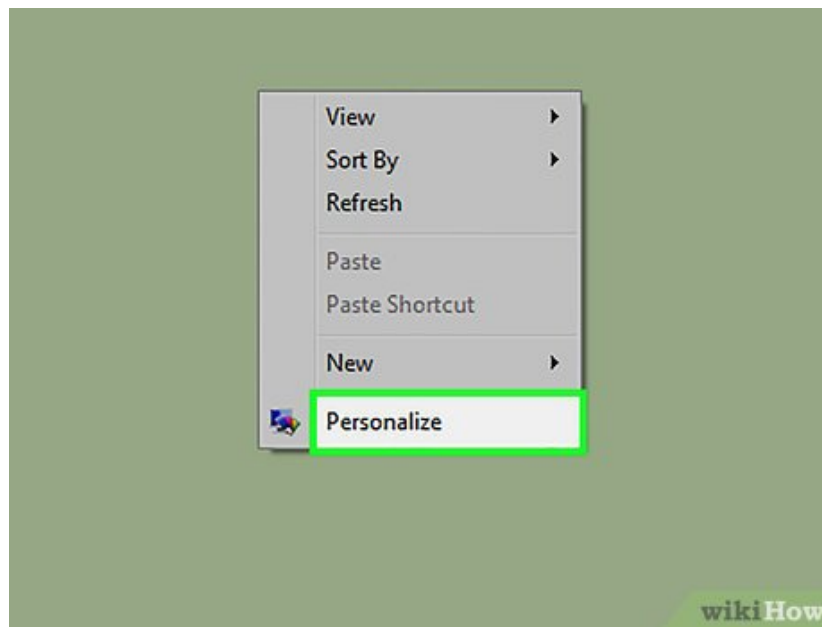 View
Sort By
Refresh
Paste
Paste Shortcut
New
Personalize
wikiHow